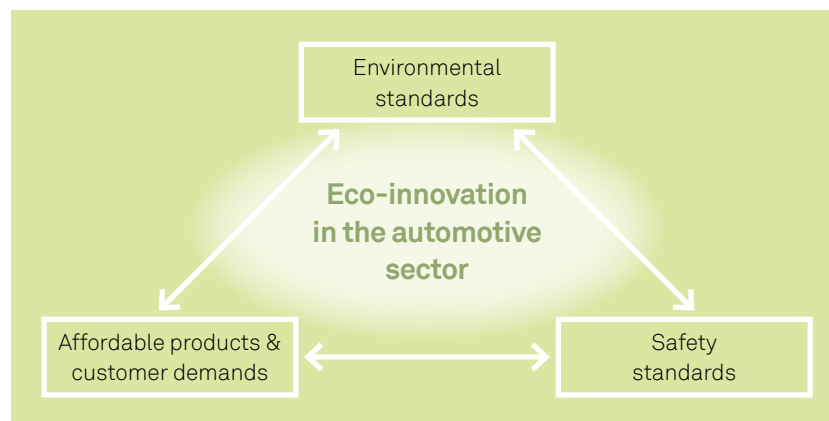 Environmental
standards
Eco-innovation
in the automotive
sector
Affordable products &
customer demands
Safety
standards